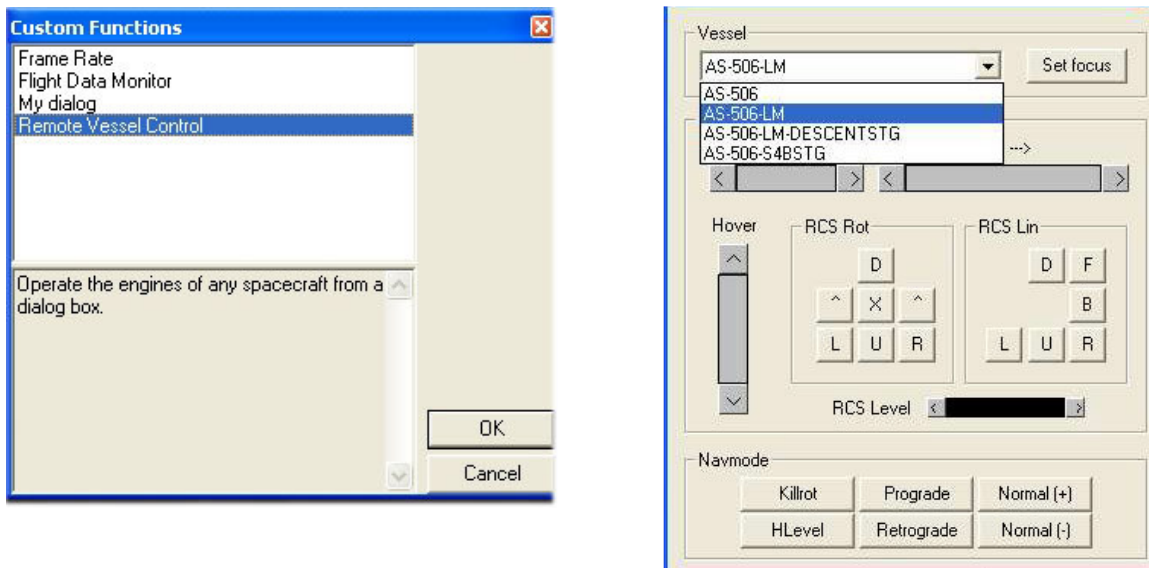 Custom Functions
Frame Rate
Flight Data Monitor
My dialog
Remote Vessel Control
Operate the engines of any spacecraft from a
dialog box.
OK
Cancel
Vessel
AS-506-LM
Set focus
AS-506
AS-506-LM
AS-506-LM-DESCENTSTG
AS-506-S4BSTG
--->
Hover
RCS Rot
RCS Lin
D
D F
^ X ^
B
L U R
L U R
RCS Level
Navmode
Killrot Prograde Normal (+)
HLevel Retrograde Normal (-)